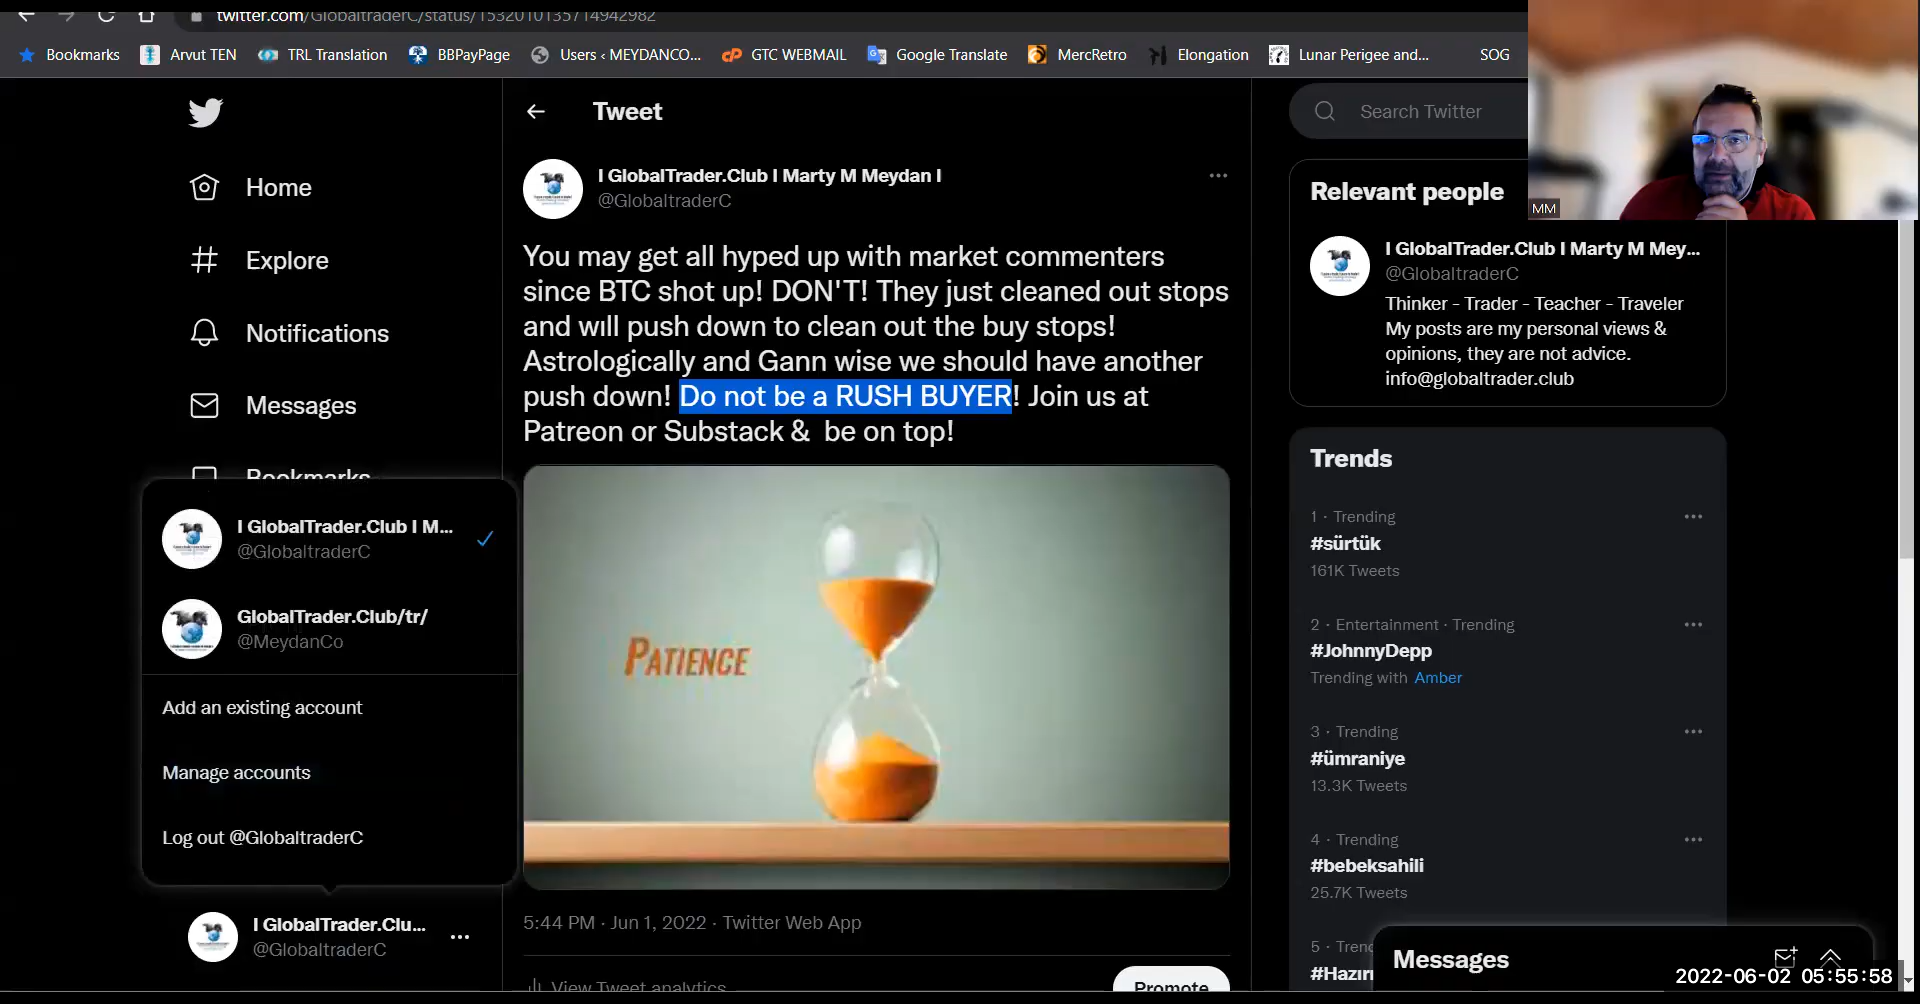 twitter.com/GlobaltraderC/status/1532010135714942982
Bookmarks
Arvut TEN
TRL Translation
BBPayPage
Users ‹ MEYDANCO...
GTC WEBMAIL
Google Translate
MercRetro
Elongation
Lunar Perigee and...
SOG
MM
Home
Explore
Notifications
Messages
Bookmarks
I GlobalTrader.Club I M...
@GlobaltraderC
GlobalTrader.Club/tr/
@MeydanCo
Add an existing account
Manage accounts
Log out @GlobaltraderC
I GlobalTrader.Clu...
@GlobaltraderC
Tweet
I GlobalTrader.Club I Marty M Meydan I
@GlobaltraderC
You may get all hyped up with market commenters
since BTC shot up! DON'T! They just cleaned out stops
and wıll push down to clean out the buy stops!
Astrologically and Gann wise we should have another
push down! Do not be a RUSH BUYER! Join us at
Patreon or Substack & be on top!
PATIENCE
5:44 PM · Jun 1, 2022 · Twitter Web App
View Tweet analytics
Promote
Search Twitter
Relevant people
I GlobalTrader.Club I Marty M Mey...
@GlobaltraderC
Thinker - Trader - Teacher - Traveler
My posts are my personal views &
opinions, they are not advice.
info@globaltrader.club
Trends
1 · Trending
#sürtük
161K Tweets
2 · Entertainment · Trending
#JohnnyDepp
Trending with Amber
3 · Trending
#ümraniye
13.3K Tweets
4 · Trending
#bebeksahili
25.7K Tweets
5 · Trend
Messages
2022-06-02 05:55:58